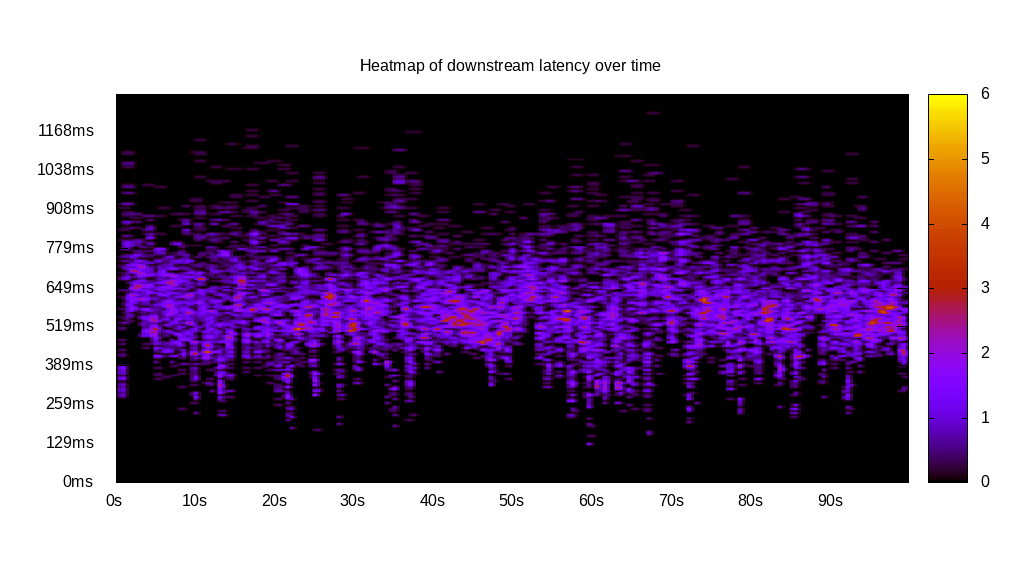 Heatmap of downstream latency over time
1168ms
1038ms
908ms
779ms
649ms
519ms
389ms
259ms
129ms
0ms
0s 10s 20s 30s 40s 50s 60s 70s 80s 90s
6
5
4
3
2
1
0